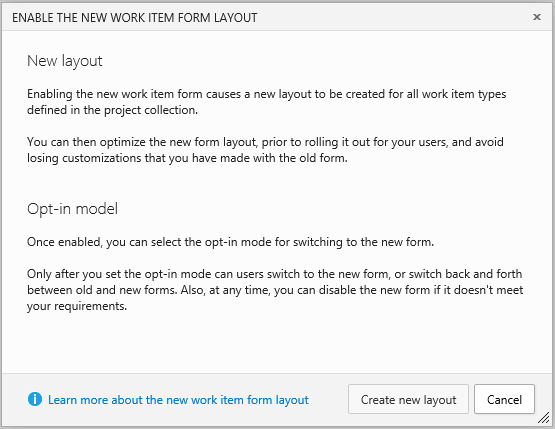 ENABLE THE NEW WORK ITEM FORM LAYOUT
New layout
Enabling the new work item form causes a new layout to be created for all work item types
defined in the project collection.
You can then optimize the new form layout, prior to rolling it out for your users, and avoid
losing customizations that you have made with the old form.
Opt-in model
Once enabled, you can select the opt-in mode for switching to the new form.
Only after you set the opt-in mode can users switch to the new form, or switch back and forth
between old and new forms. Also, at any time, you can disable the new form if it doesn't meet
your requirements.
Learn more about the new work item form layout
Create new layout
Cancel